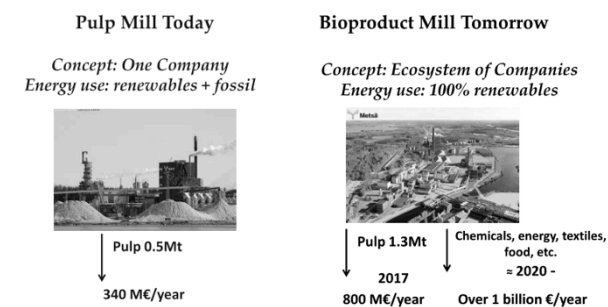 Pulp Mill Today
Concept: One Company
Energy use: renewables + fossil
Pulp 0.5Mt
340 M€/year
Bioproduct Mill Tomorrow
Concept: Ecosystem of Companies
Energy use: 100% renewables
Metsä
Pulp 1.3Mt
2017
800 M€/year
Chemicals, energy, textiles,
food, etc.
≈ 2020 -
Over 1 billion €/year